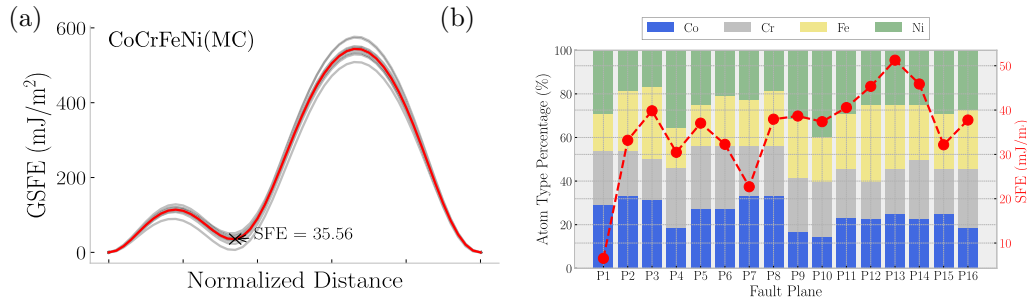 (a)
CoCrFeNi(MC)
600
400
200
0
GSFE (mJ/m²)
SFE = 35.56
Normalized Distance
(b)
Co Cr Fe Ni
100
80
60
40
20
0
Atom Type Percentage (%)
50
40
30
20
10
SFE (mJ/m
P1 P2 P3 P4 P5 P6 P7 P8 P9 P10 P11 P12 P13 P14 P15 P16
Fault Plane